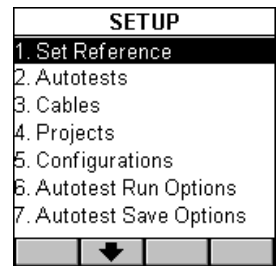 SETUP
1. Set Reference
2. Autotests
3. Cables
4. Projects
5. Configurations
6. Autotest Run Options
7. Autotest Save Options